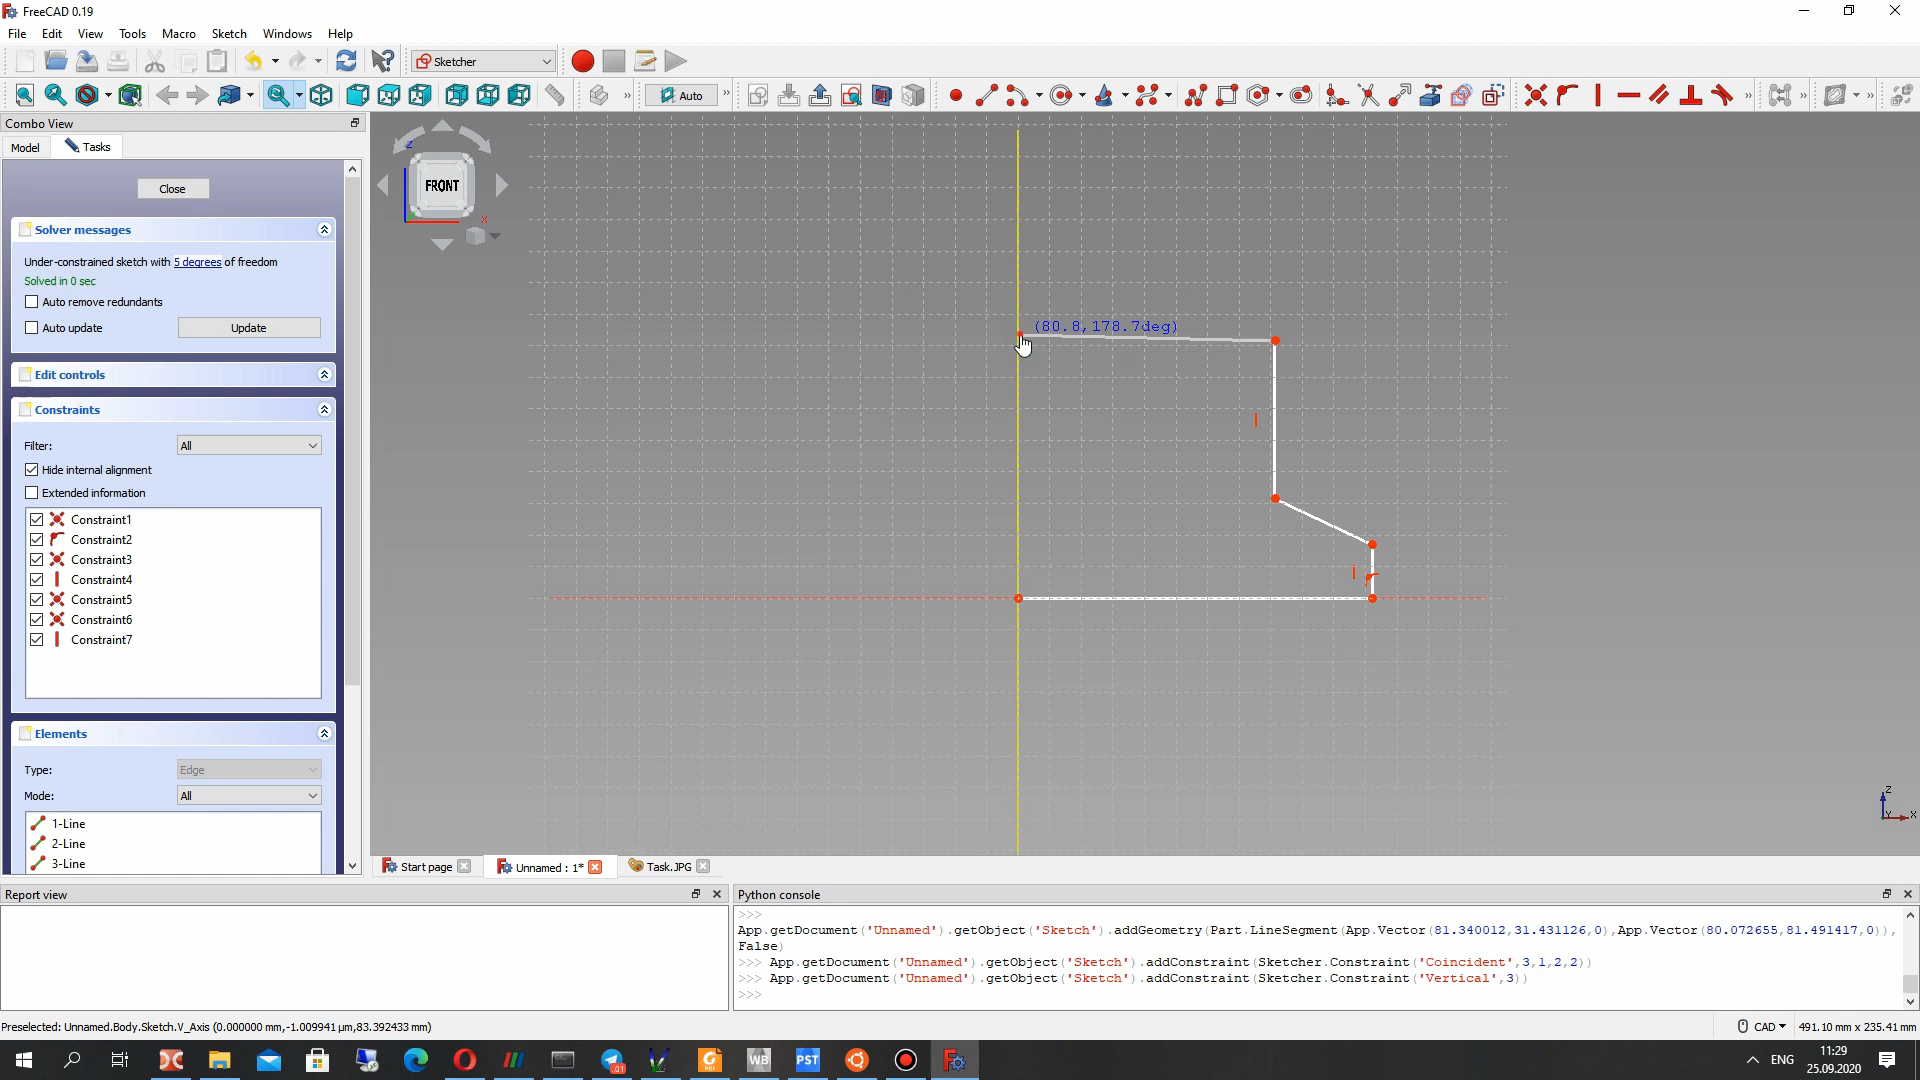 FreeCAD 0.19
File Edit View Tools Macro Sketch Windows Help
Sketcher
Auto
Combo View
Model Tasks
Close
Solver messages
Under-constrained sketch with 5 degrees of freedom
Solved in 0 sec
Auto remove redundants
Auto update Update
Edit controls
Constraints
Filter: All
Hide internal alignment
Extended information
Constraint1
Constraint2
Constraint3
Constraint4
Constraint5
Constraint6
Constraint7
Elements
Type: Edge
Mode: All
1-Line
2-Line
3-Line
Z
FRONT
X
(80.8,178.7deg)
Z
Y X
Start page Unnamed : 1* Task.JPG
Report view
Python console
>>>
App.getDocument('Unnamed').getObject('Sketch').addGeometry(Part.LineSegment(App.Vector(81.340012,31.431126,0),App.Vector(80.072655,81.491417,0)),
False)
>>> App.getDocument('Unnamed').getObject('Sketch').addConstraint(Sketcher.Constraint('Coincident',3,1,2,2))
>>> App.getDocument('Unnamed').getObject('Sketch').addConstraint(Sketcher.Constraint('Vertical',3))
>>>
Preselected: Unnamed.Body.Sketch.V_Axis (0.000000 mm,-1.009941 µm,83.392433 mm)
CAD 491.10 mm x 235.41 mm
WB PST
ENG
11:29
25.09.2020